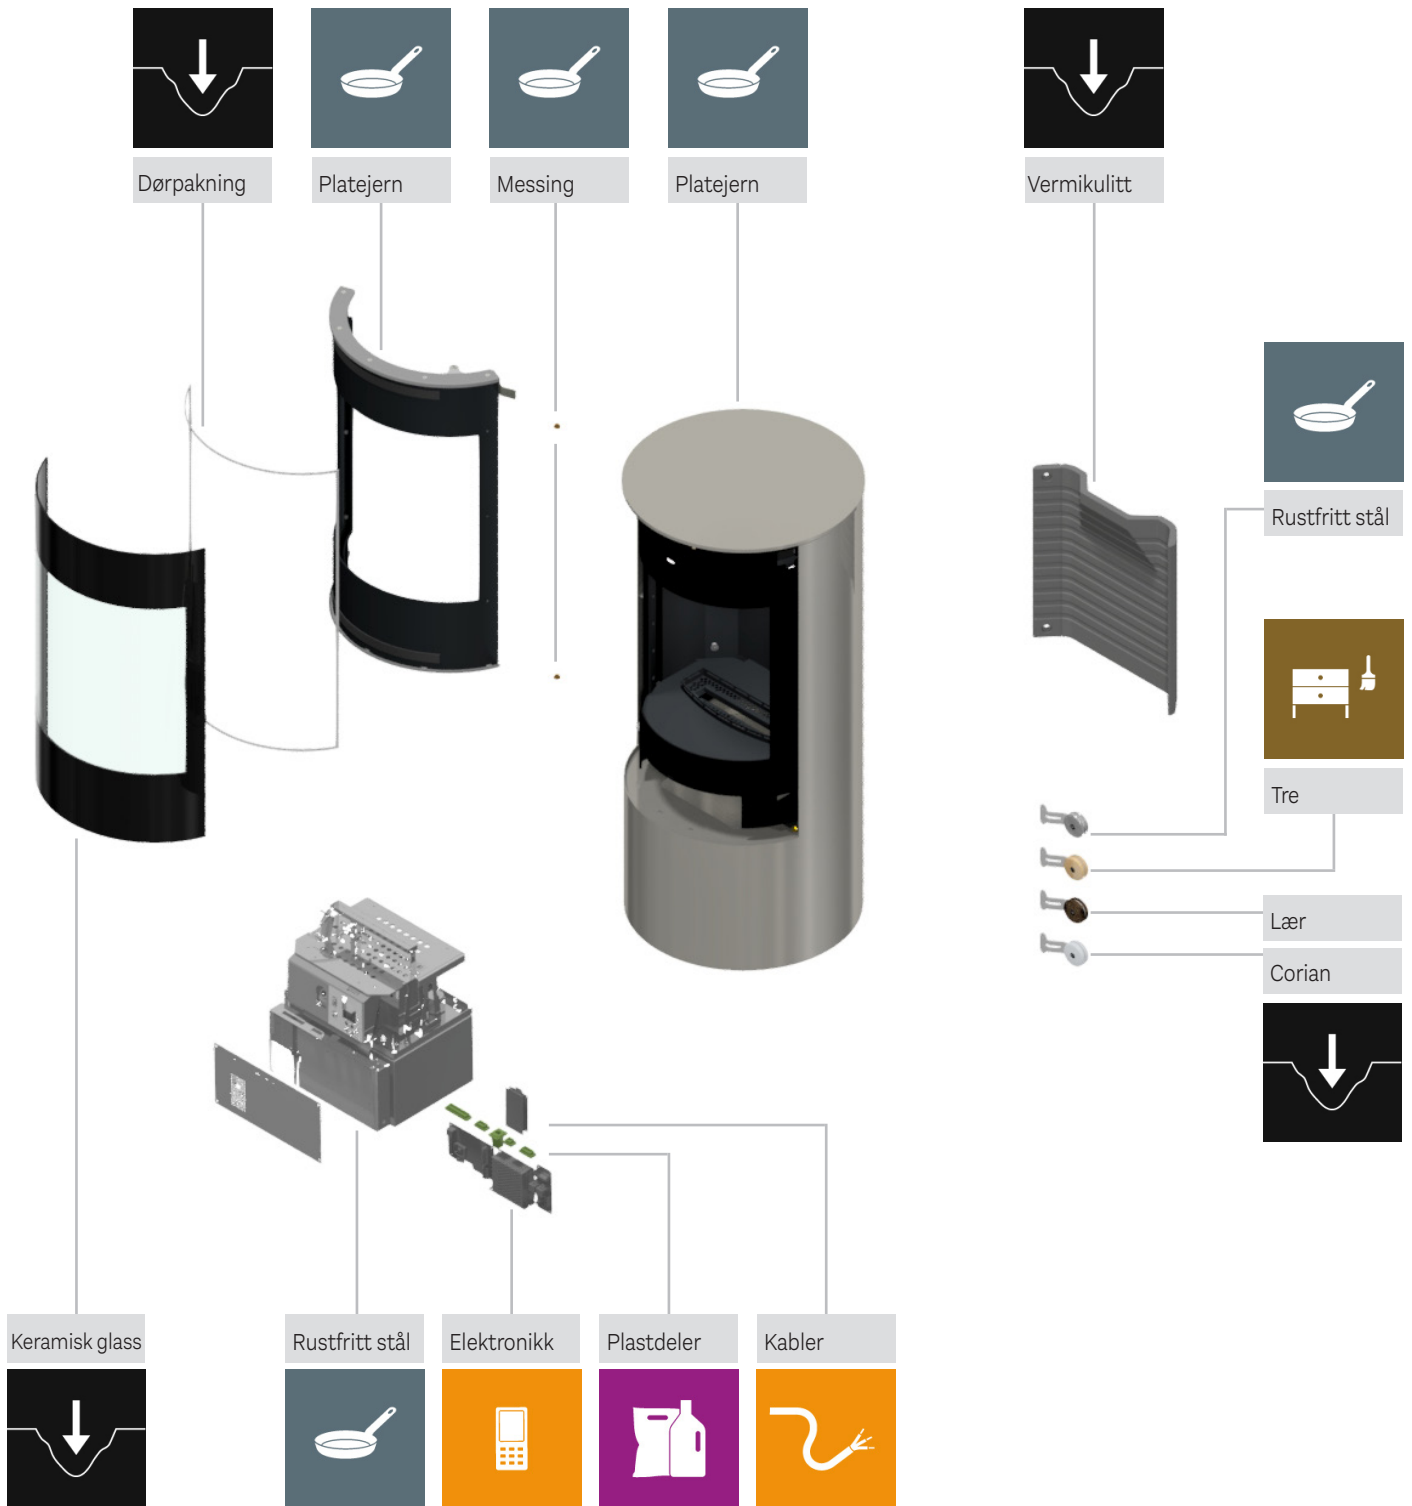 Dørpakning
Platejern
Messing
Platejern
Vermikulitt
Rustfritt stål
Tre
Lær
Corian
Keramisk glass
Rustfritt stål
Elektronikk
Plastdeler
Kabler